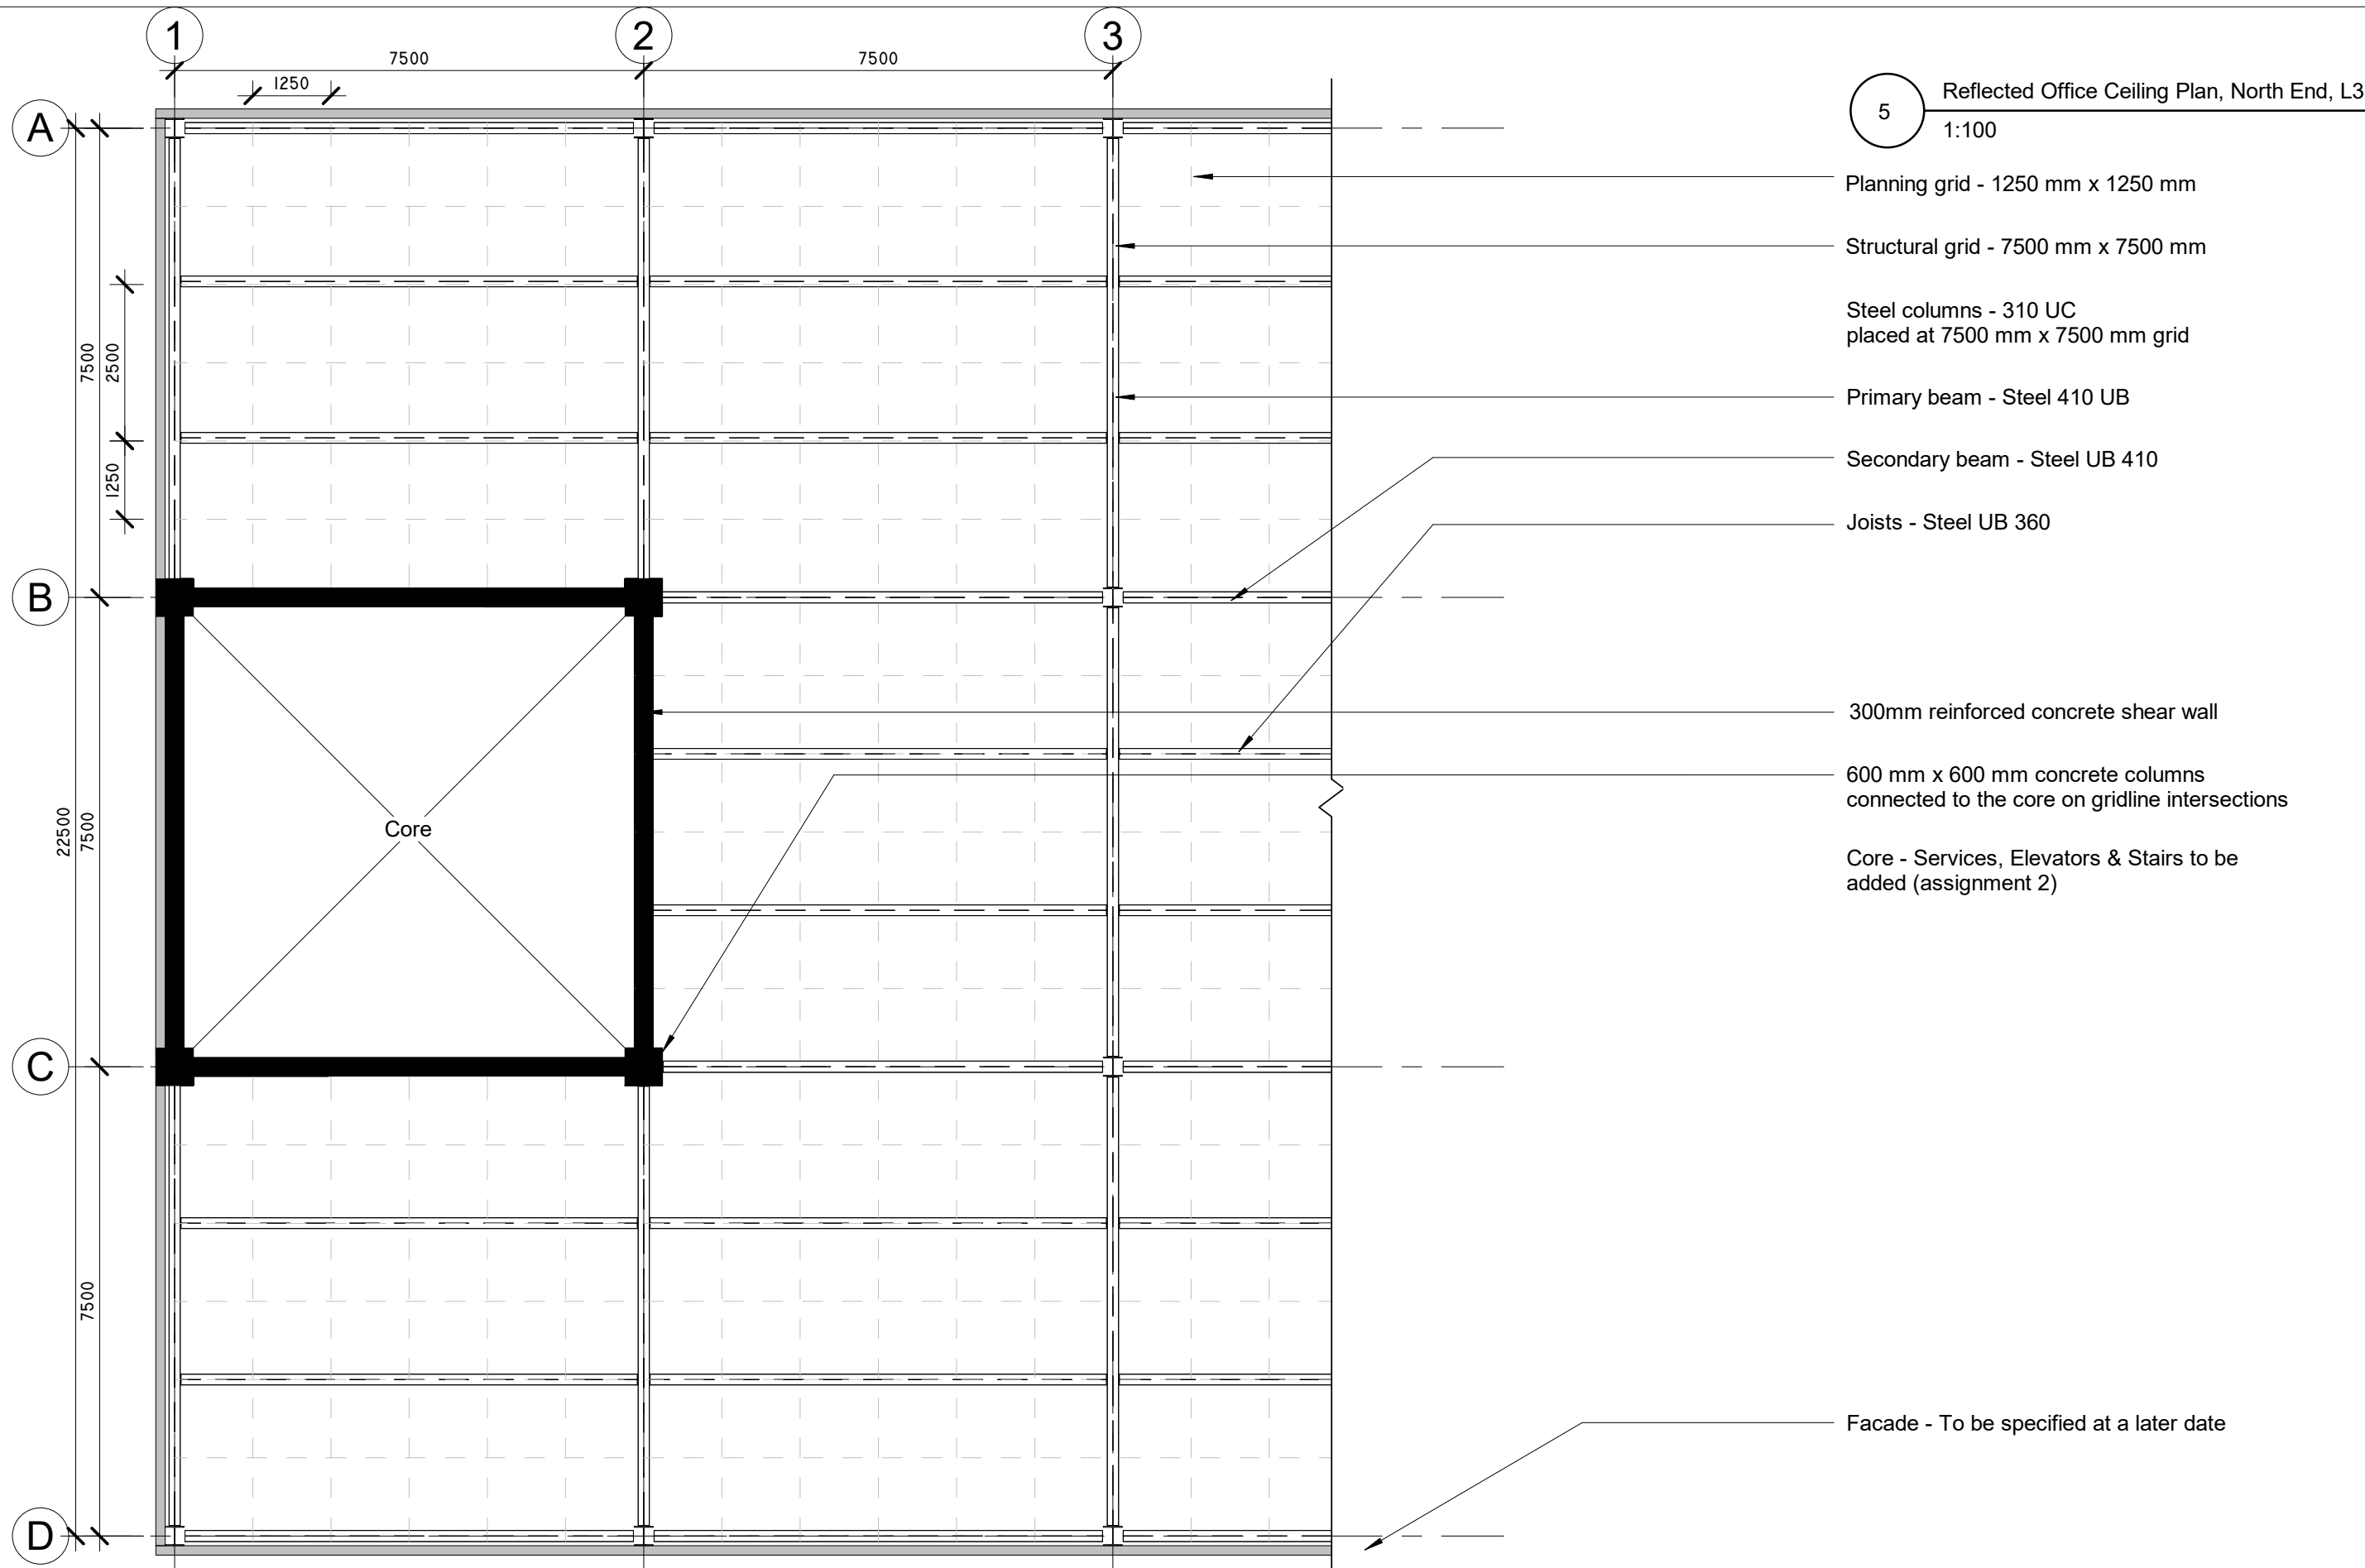 1
2
3
7500
7500
1250
5
Reflected Office Ceiling Plan, North End, L3
1:100
A
Planning grid - 1250 mm x 1250 mm
Structural grid - 7500 mm x 7500 mm
Steel columns - 310 UC
placed at 7500 mm x 7500 mm grid
7500
2500
Primary beam - Steel 410 UB
Secondary beam - Steel UB 410
1250
Joists - Steel UB 360
B
300mm reinforced concrete shear wall
600 mm x 600 mm concrete columns
connected to the core on gridline intersections
Core
22500
7500
Core - Services, Elevators & Stairs to be
added (assignment 2)
C
7500
Facade - To be specified at a later date
D